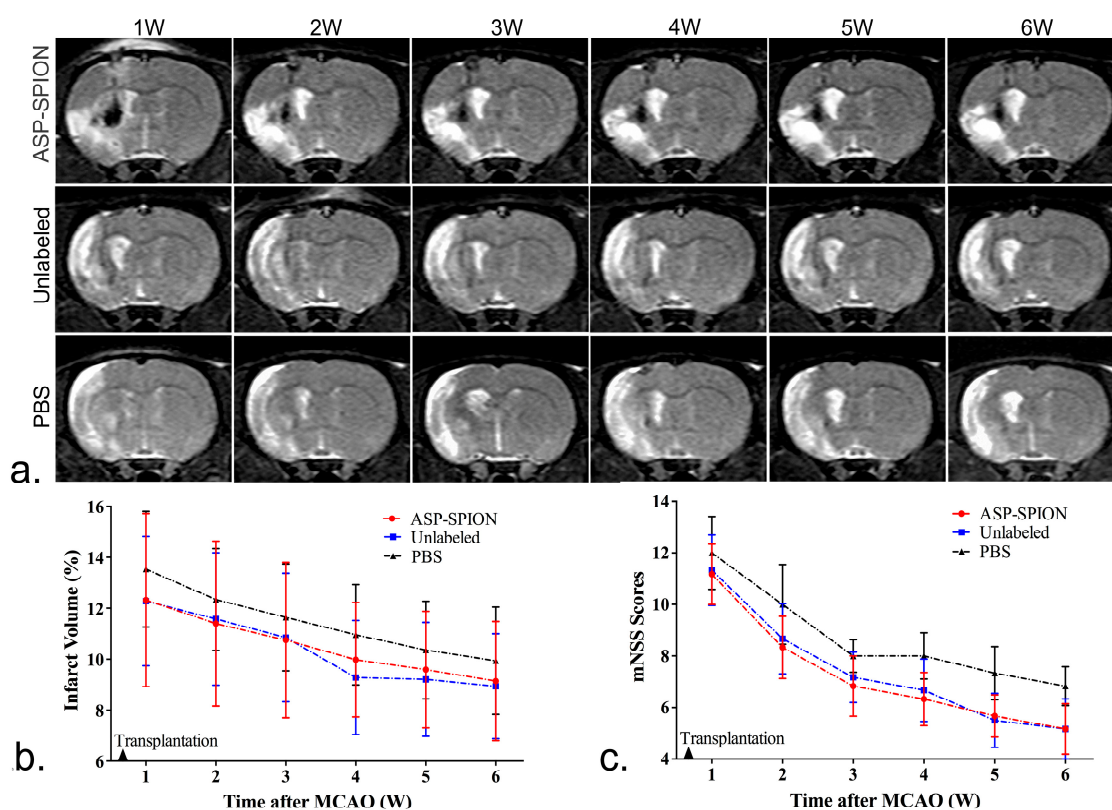 1W 2W 3W 4W 5W 6W
ASP-SPION
Unlabeled
PBS
a.
16
14
12
10
8
6
Infarct Volume (%)
ASP-SPION
Unlabeled
PBS
Transplantation
1 2 3 4 5 6
Time after MCAO (W)
b.
14
12
10
8
6
4
mNSS Scores
ASP-SPION
Unlabeled
PBS
Transplantation
1 2 3 4 5 6
Time after MCAO (W)
c.